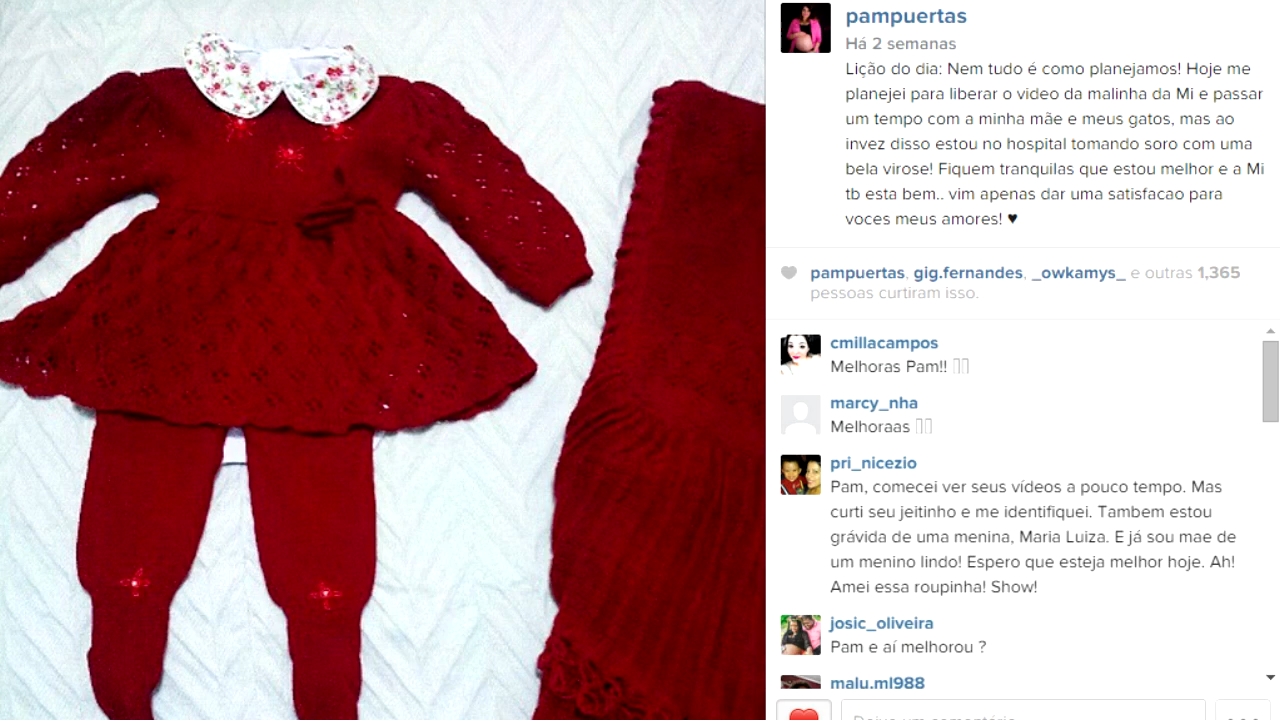 pampuertas
Há 2 semanas
Lição do dia: Nem tudo é como planejamos! Hoje me
planejei para liberar o video da malinha da Mi e passar
um tempo com a minha mãe e meus gatos, mas ao
invez disso estou no hospital tomando soro com uma
bela virose! Fiquem tranquilas que estou melhor e a Mi
tb esta bem.. vim apenas dar uma satisfacao para
voces meus amores! ♥
pampuertas, gig.fernandes, _owkamys_ e outras 1,365
pessoas curtiram isso.
cmillacampos
Melhoras Pam!!
marcy_nha
Melhoraas
pri_nicezio
Pam, comecei ver seus vídeos a pouco tempo. Mas
curti seu jeitinho e me identifiquei. Tambem estou
grávida de uma menina, Maria Luiza. E já sou mae de
um menino lindo! Espero que esteja melhor hoje. Ah!
Amei essa roupinha! Show!
josic_oliveira
Pam e aí melhorou ?
malu.ml988
Deixe um comentário...